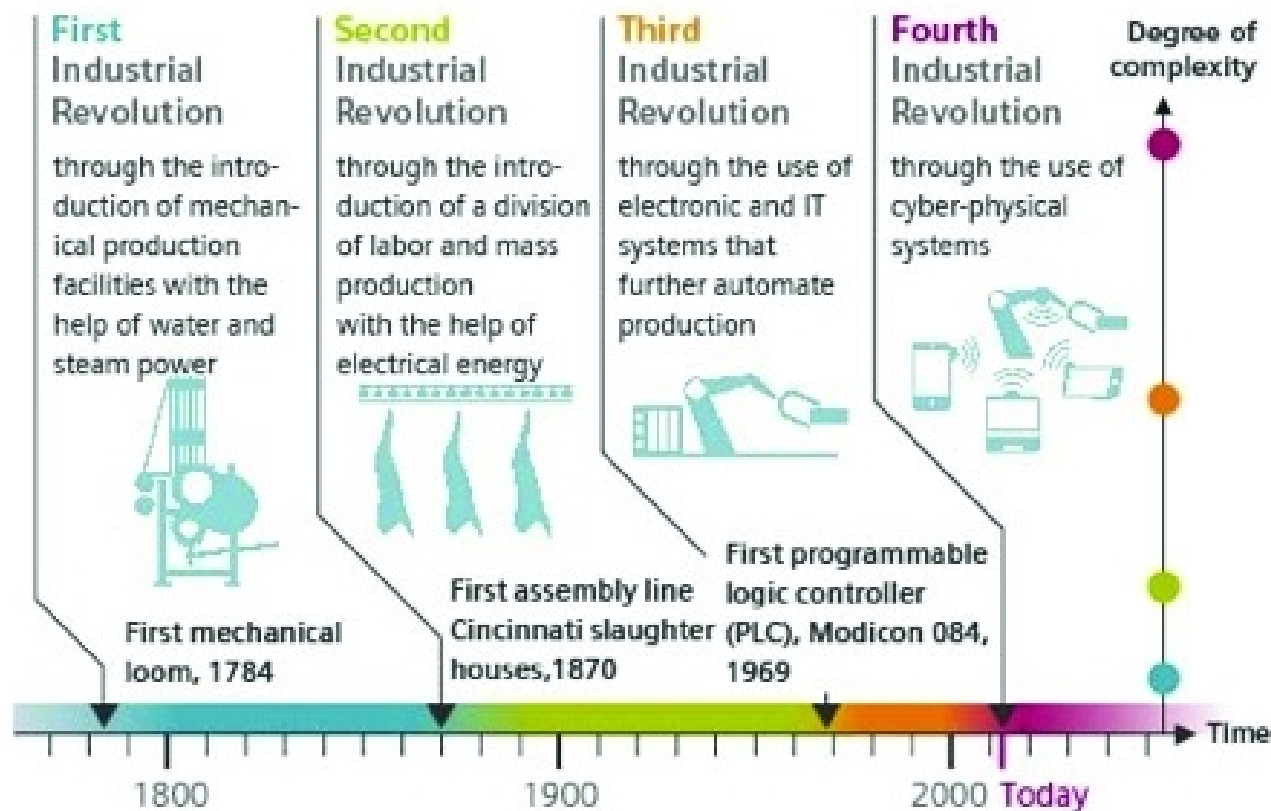 First
Industrial
Revolution
through the intro-
duction of mechan-
ical production
facilities with the
help of water and
steam power
First mechanical
loom, 1784
Second
Industrial
Revolution
through the intro-
duction of a division
of labor and mass
production
with the help of
electrical energy
First assembly line
Cincinnati slaughter
houses,1870
Third
Industrial
Revolution
through the use of
electronic and IT
systems that
further automate
production
First programmable
logic controller
(PLC), Modicon 084,
1969
Fourth
Industrial
Revolution
through the use of
cyber-physical
systems
Degree of
complexity
Time
1800
1900
2000
Today